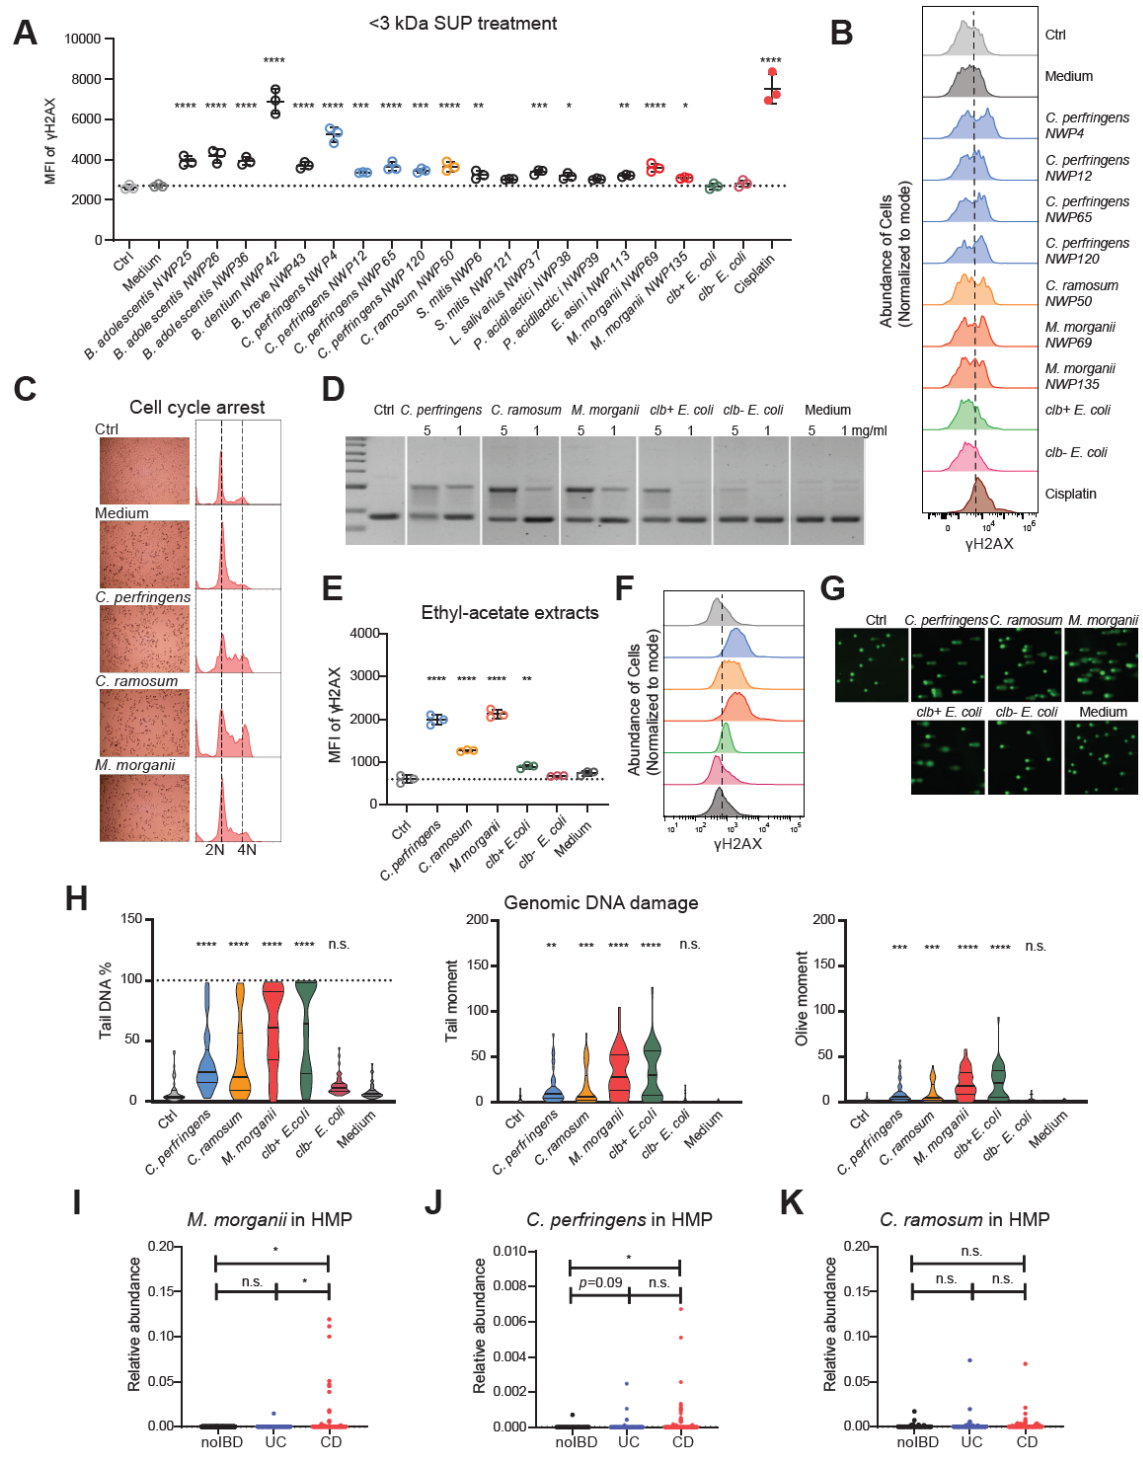 A
<3 kDa SUP treatment
MFI of γH2AX
10000
8000
6000
4000
2000
0
****
**** **** **** **** **** *** **** *** **** ** *** * ** **** *
****
Ctrl
Medium
B. adolescentis NWP25
B. adolescentis NWP26
B. adolescentis NWP36
B. dentium NWP42
B. breve NWP43
C. perfringens NWP4
C. perfringens NWP12
C. perfringens NWP65
C. perfringens NWP120
C. ramosum NWP50
S. mitis NWP6
S. mitis NWP121
L. salivarius NWP37
P. acidilactici NWP38
P. acidilactici NWP39
E. asini NWP113
M. morganii NWP69
M. morganii NWP135
clb+ E. coli
clb- E. coli
Cisplatin
B
Abundance of Cells
(Normalized to mode)
Ctrl
Medium
C. perfringens
NWP4
C. perfringens
NWP12
C. perfringens
NWP65
C. perfringens
NWP120
C. ramosum
NWP50
M. morganii
NWP69
M. morganii
NWP135
clb+ E. coli
clb- E. coli
Cisplatin
0 10⁴ 10⁶
γH2AX
C
Cell cycle arrest
Ctrl
Medium
C. perfringens
C. ramosum
M. morganii
2N 4N
D
Ctrl C. perfringens C. ramosum M. morganii clb+ E. coli clb- E. coli Medium
5 1 5 1 5 1 5 1 5 1 5 1 mg/ml
E
Ethyl-acetate extracts
MFI of γH2AX
4000
3000
2000
1000
0
**** **** **** **
Ctrl
C. perfringens
C. ramosum
M morganii
clb+ E.coli
clb- E. coli
Medium
F
Abundance of Cells
(Normalized to mode)
10¹ 10² 10³ 10⁴ 10⁵
γH2AX
G
Ctrl C. perfringens C. ramosum M. morganii
clb+ E. coli clb- E. coli Medium
H
Genomic DNA damage
Tail DNA %
150
100
50
0
**** **** **** **** n.s.
Ctrl
C. perfringens
C. ramosum
M. morganii
clb+ E.coli
clb- E. coli
Medium
Tail moment
200
150
100
50
0
** *** **** **** n.s.
Ctrl
C. perfringens
C. ramosum
M. morganii
clb+ E.coli
clb- E. coli
Medium
Olive moment
200
150
100
50
0
*** *** **** **** n.s.
Ctrl
C. perfringens
C. ramosum
M. morganii
clb+ E. coli
clb- E. coli
Medium
I
M. morganii in HMP
Relative abundance
0.20
0.15
0.10
0.05
0.00
*
n.s. *
noIBD UC CD
J
C. perfringens in HMP
Relative abundance
0.010
0.008
0.006
0.004
0.002
0.000
*
p=0.09 n.s.
noIBD UC CD
K
C. ramosum in HMP
Relative abundance
0.20
0.15
0.10
0.05
0.00
n.s.
n.s. n.s.
noIBD UC CD